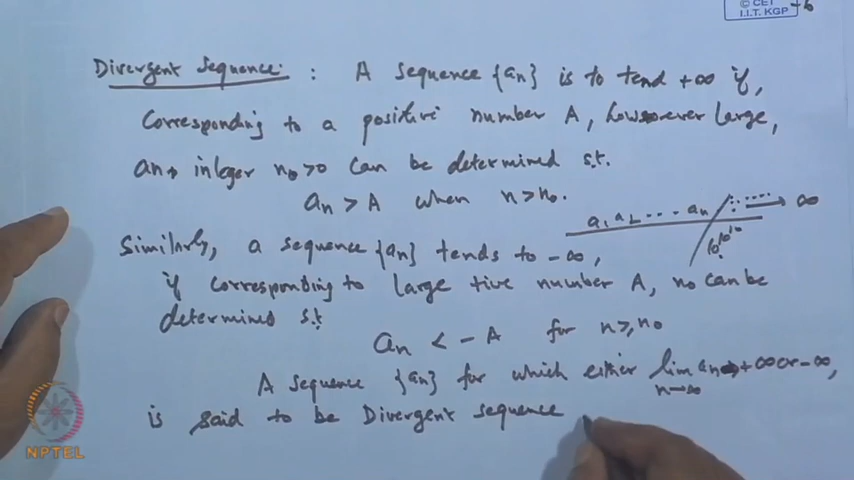 © CET
I.I.T. KGP
Divergent Sequence : A sequence {an} is to tend +∞ if,
Corresponding to a positive number A, howsoever large,
an integer n0>0 can be determined s.t.
an > A when n>n0.
a1 a2 ... an ...... → ∞
10^10^10
Similarly, a sequence {an} tends to -∞,
if corresponding to large +ive number A, n0 can be
determined s.t
an < -A for n≥n0
A sequence {an} for which either lim an → +∞ or -∞,
n→∞
is said to be Divergent sequence
NPTEL